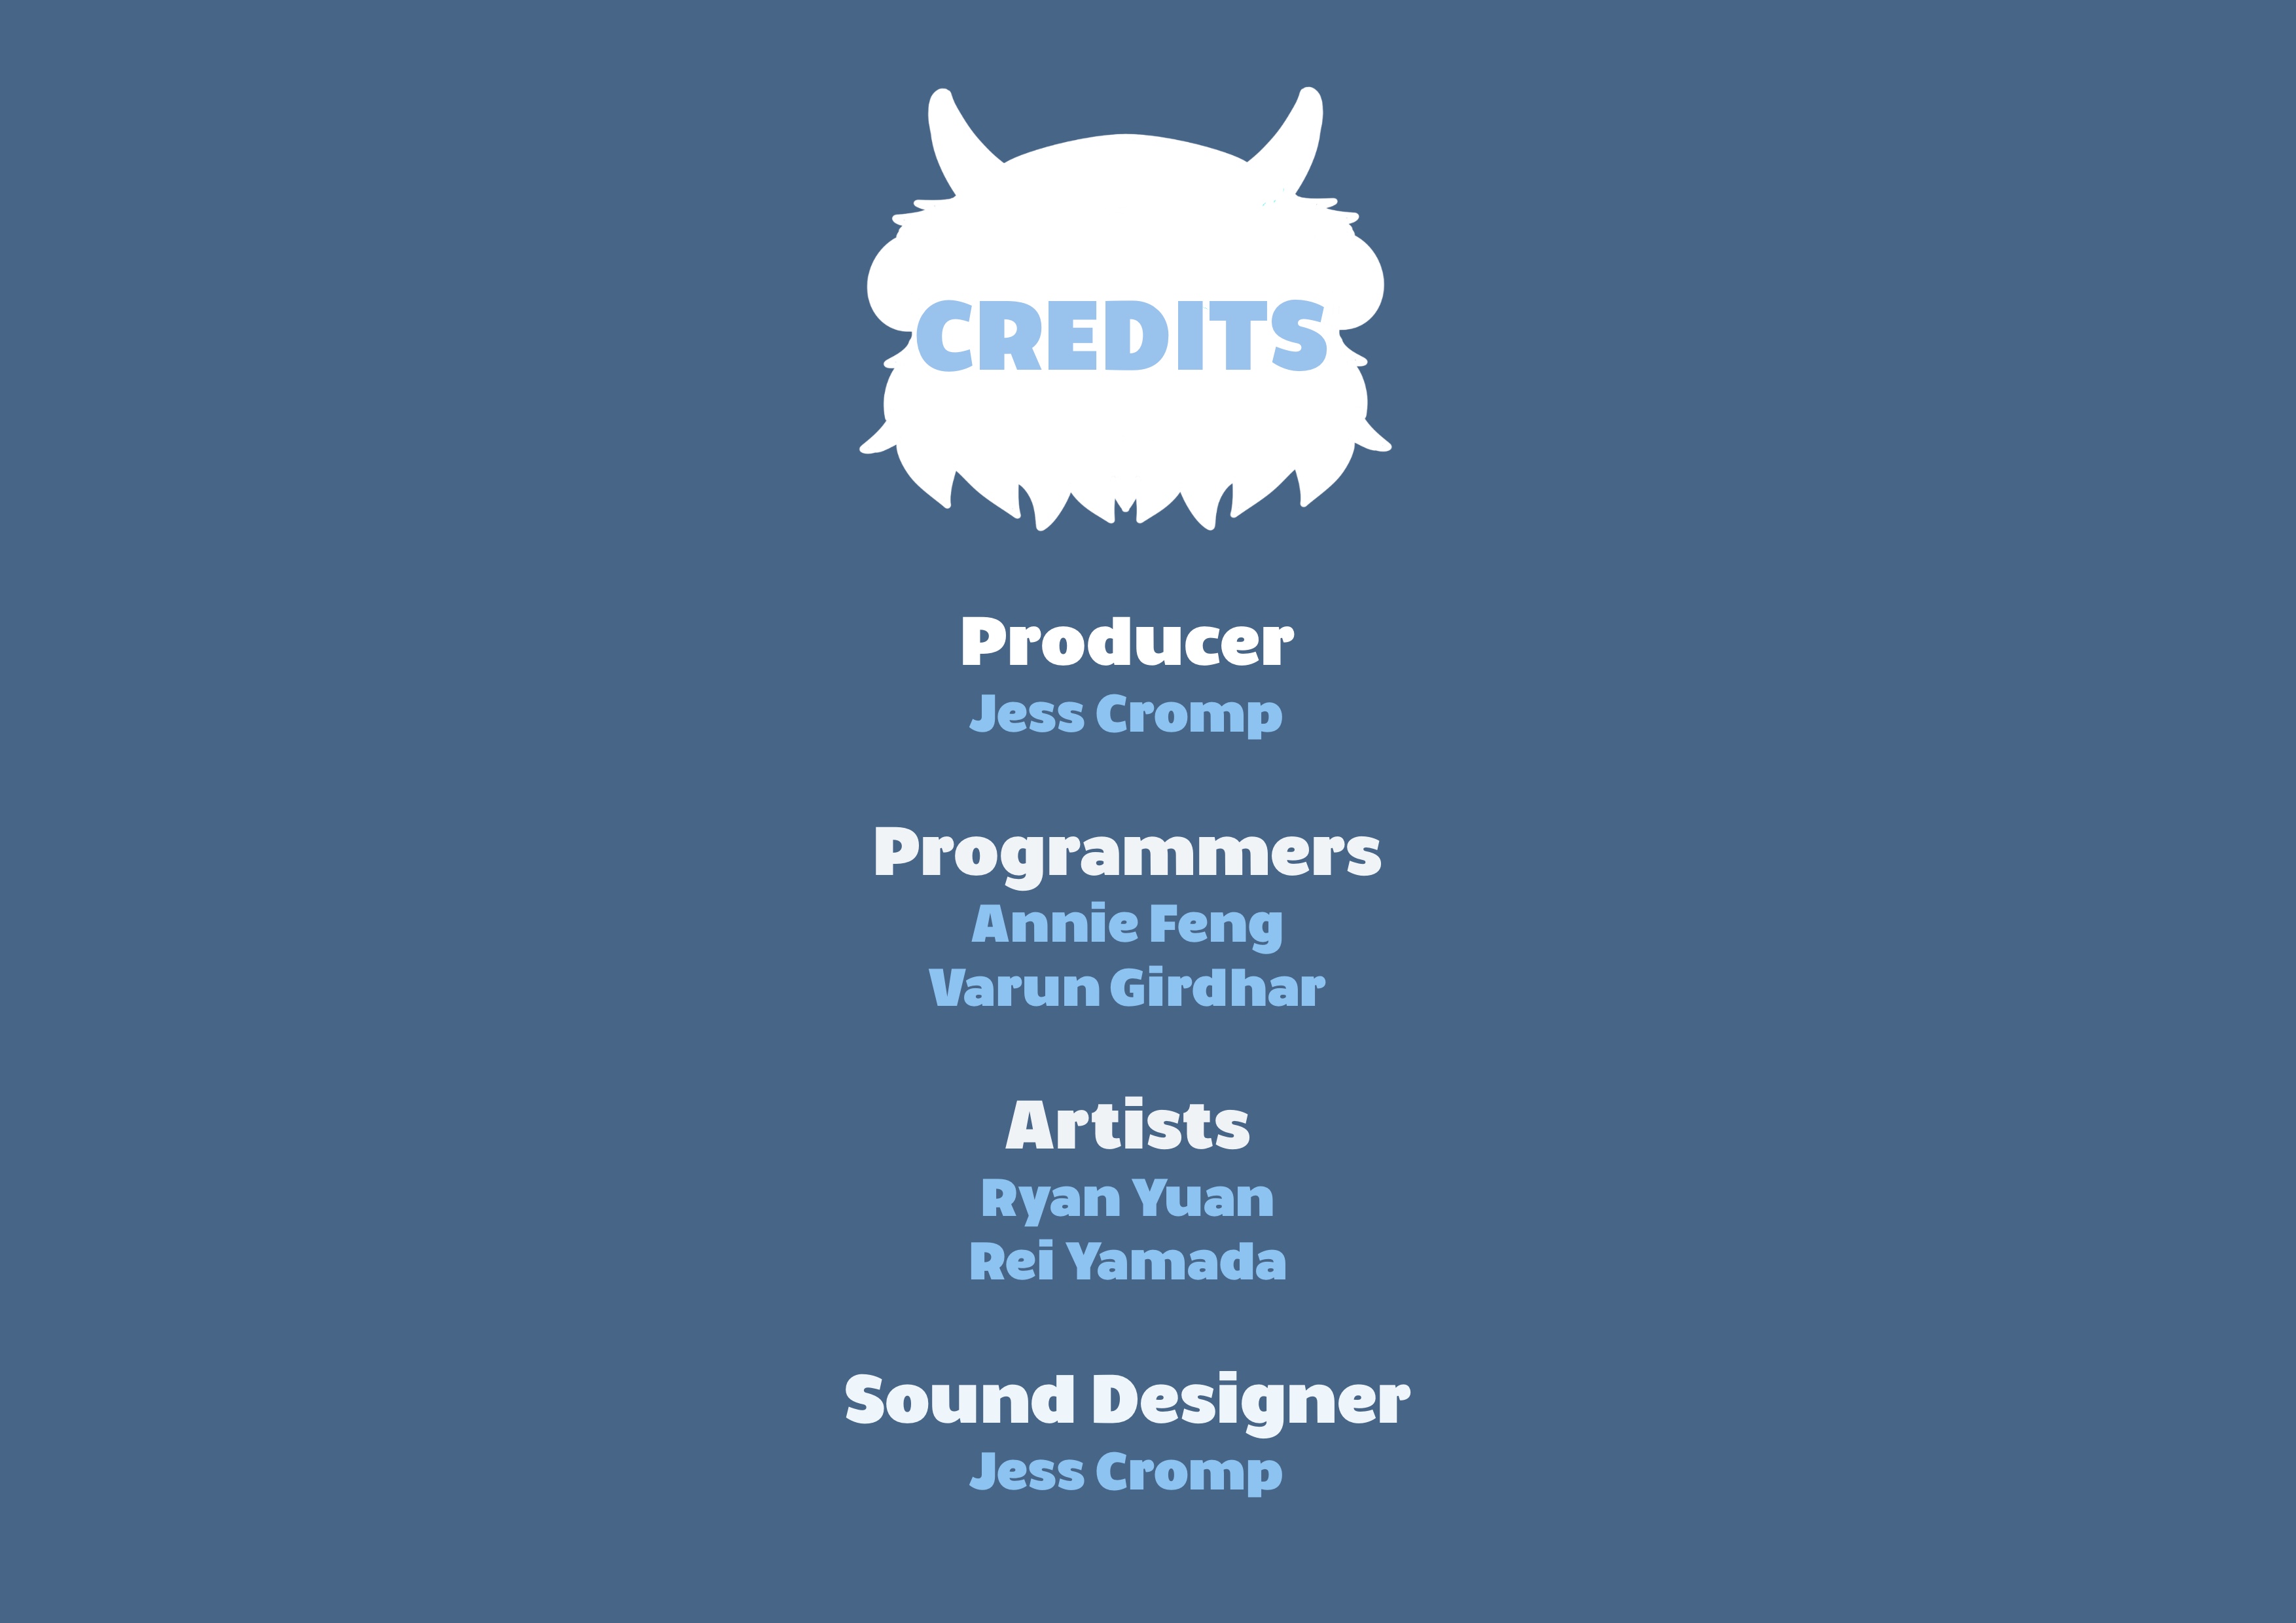 CREDITS
Producer
Jess Cromp
Programmers
Annie Feng
Varun Girdhar
Artists
Ryan Yuan
Rei Yamada
Sound Designer
Jess Cromp